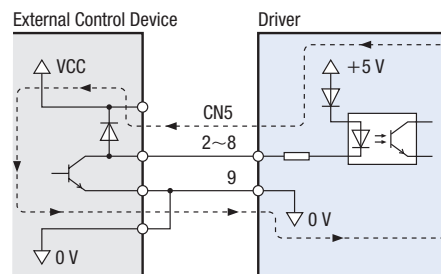 External Control Device
Driver
VCC
+5 V
CN5
2~8
9
0 V
0 V